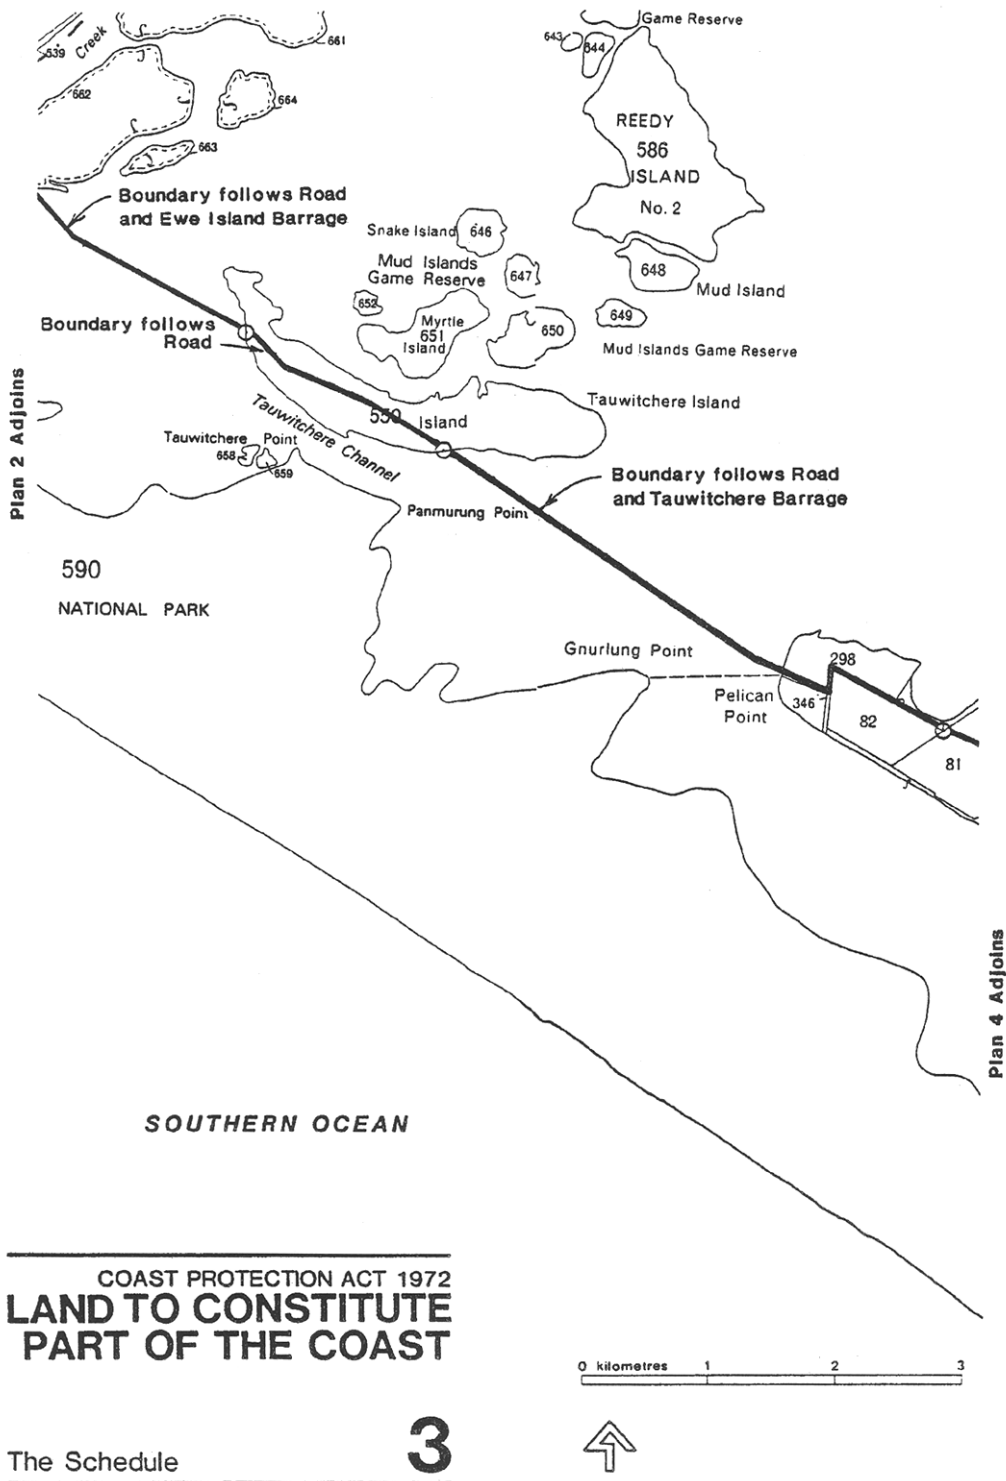 Game Reserve
643
644
661
539
Creek
662
664
663
REEDY
586
ISLAND
No. 2
Boundary follows Road
and Ewe Island Barrage
Snake Island
646
Mud Islands
Game Reserve
647
648
Mud Island
652
649
Myrtle
651
Island
650
Mud Islands Game Reserve
Boundary follows
Road
Plan 2 Adjoins
Tauwitchere Island
550
Island
Tauwitchere Channel
Tauwitchere Point
658
659
Boundary follows Road
and Tauwitchere Barrage
Panmurung Point
590
NATIONAL PARK
Gnurlung Point
298
Pelican
Point
346
82
81
Plan 4 Adjoins
SOUTHERN OCEAN
COAST PROTECTION ACT 1972
LAND TO CONSTITUTE
PART OF THE COAST
0 kilometres 1 2 3
The Schedule
3